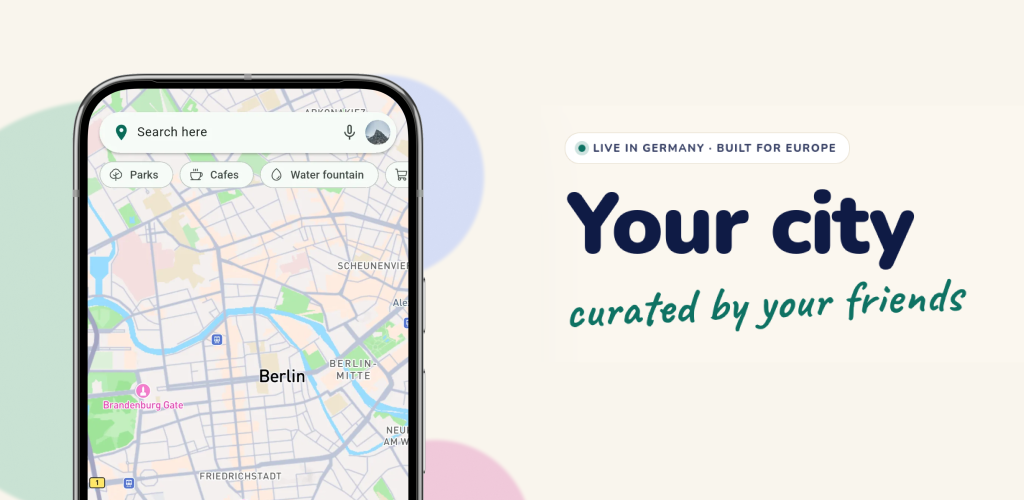 Search here
Parks
Cafes
Water fountain
SCHEUNENVIE
Ale
BERLIN-
MITTE
Berlin
Brandenburg Gate
NEU
AM W
FRIEDRICHSTADT
1
LIVE IN GERMANY · BUILT FOR EUROPE
Your city
curated by your friends